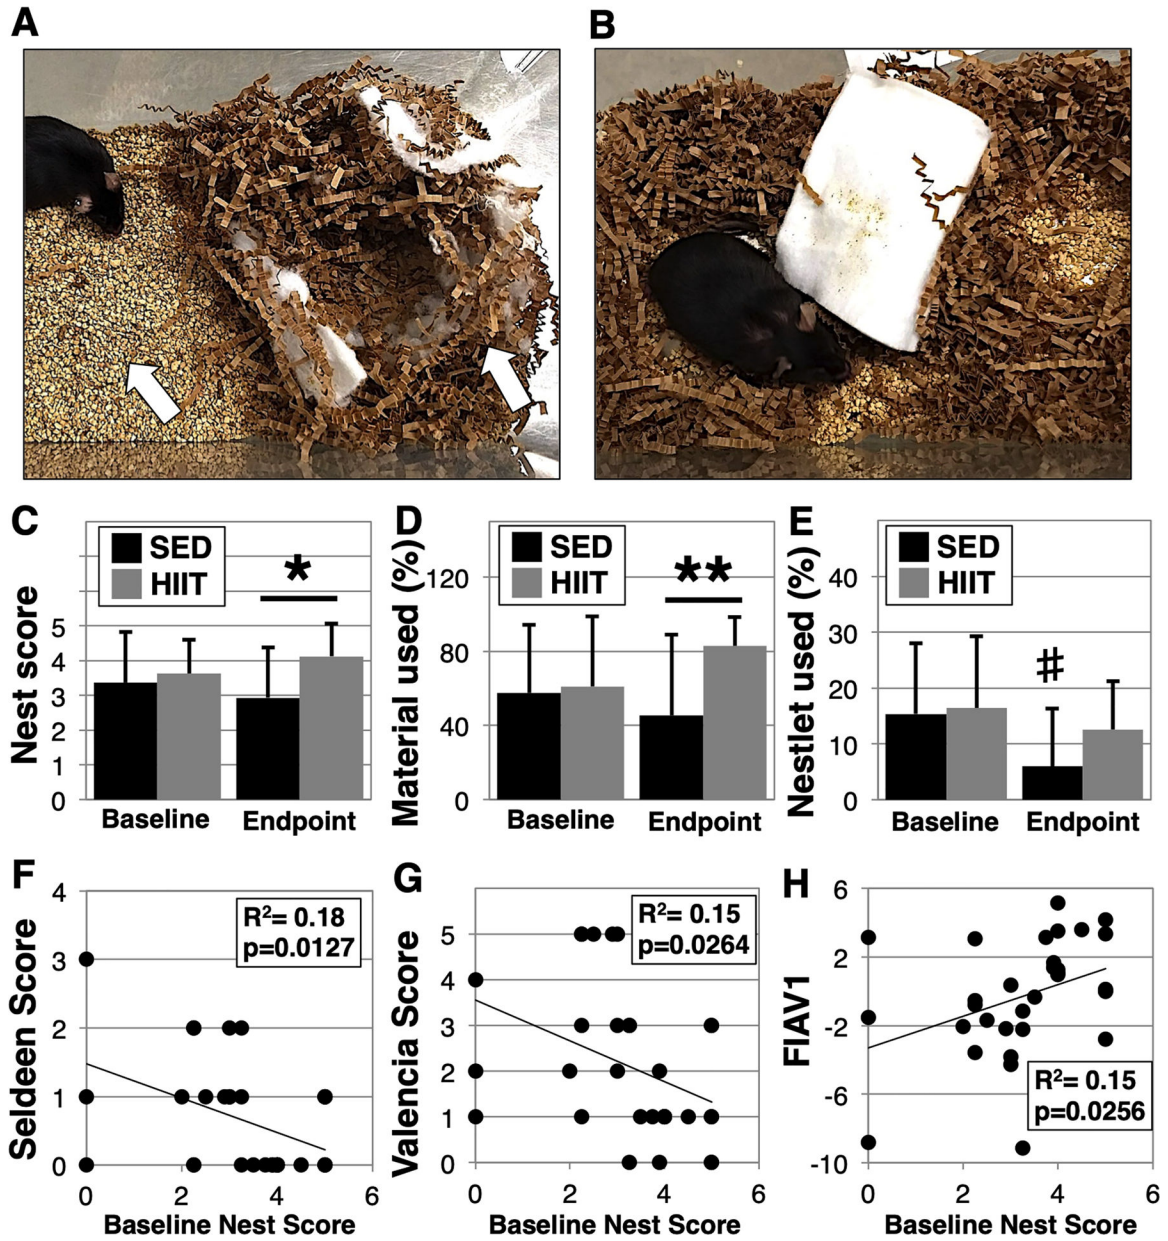 A
B
C
SED
HIIT
*
Nest score
5
4
3
2
1
0
Baseline
Endpoint
D
SED
HIIT
**
Material used (%)
120
80
40
0
Baseline
Endpoint
E
SED
HIIT
#
Nestlet used (%)
40
30
20
10
0
Baseline
Endpoint
F
R²= 0.18
p=0.0127
Seldeen Score
4
3
2
1
0
0 2 4 6
Baseline Nest Score
G
R²= 0.15
p=0.0264
Valencia Score
5
4
3
2
1
0
0 2 4 6
Baseline Nest Score
H
R²= 0.15
p=0.0256
FIAV1
6
2
-2
-6
-10
0 2 4 6
Baseline Nest Score